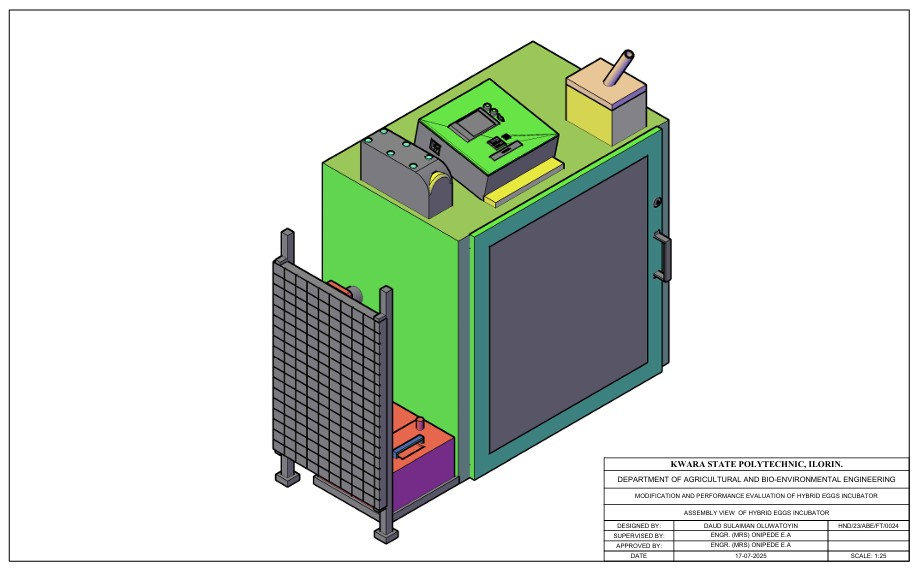 KWARA STATE POLYTECHNIC, ILORIN.
DEPARTMENT OF AGRICULTURAL AND BIO-ENVIRONMENTAL ENGINEERING
MODIFICATION AND PERFORMANCE EVALUATION OF HYBRID EGGS INCUBATOR
ASSEMBLY VIEW OF HYBRID EGGS INCUBATOR
DESIGNED BY: DAUD SULAIMAN OLUWATOYIN HND/23/ABE/FT/0024
SUPERVISED BY: ENGR. (MRS) ONIPEDE E.A
APPROVED BY: ENGR. (MRS) ONIPEDE E.A
DATE 17-07-2025 SCALE: 1:25